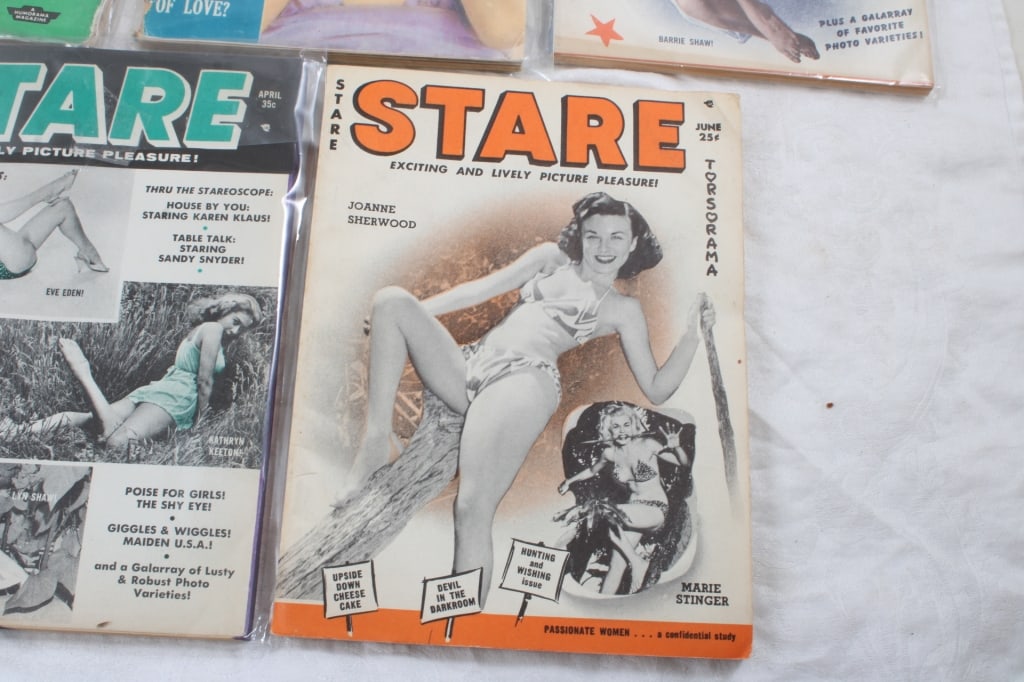 A
HUMORAMA
MAGAZINE
OF LOVE?
BARRIE SHAW!
PLUS A GALARRAY
OF FAVORITE
PHOTO VARIETIES!
TARE
APRIL
35c
LY PICTURE PLEASURE!
THRU THE STAREOSCOPE:
HOUSE BY YOU:
STARING KAREN KLAUS!
TABLE TALK:
STARING
SANDY SNYDER!
EVE EDEN!
KATHRYN
KEETON!
LYN SHAW!
POISE FOR GIRLS!
THE SHY EYE!
GIGGLES & WIGGLES!
MAIDEN U.S.A.!
and a Galarray of Lusty
& Robust Photo
Varieties!
STARE
STARE
JUNE
25¢
EXCITING AND LIVELY PICTURE PLEASURE!
TORSORAMA
JOANNE
SHERWOOD
UPSIDE
DOWN
CHEESE
CAKE
DEVIL
IN THE
DARKROOM
HUNTING
and
WISHING
issue
MARIE
STINGER
PASSIONATE WOMEN . . . a confidential study